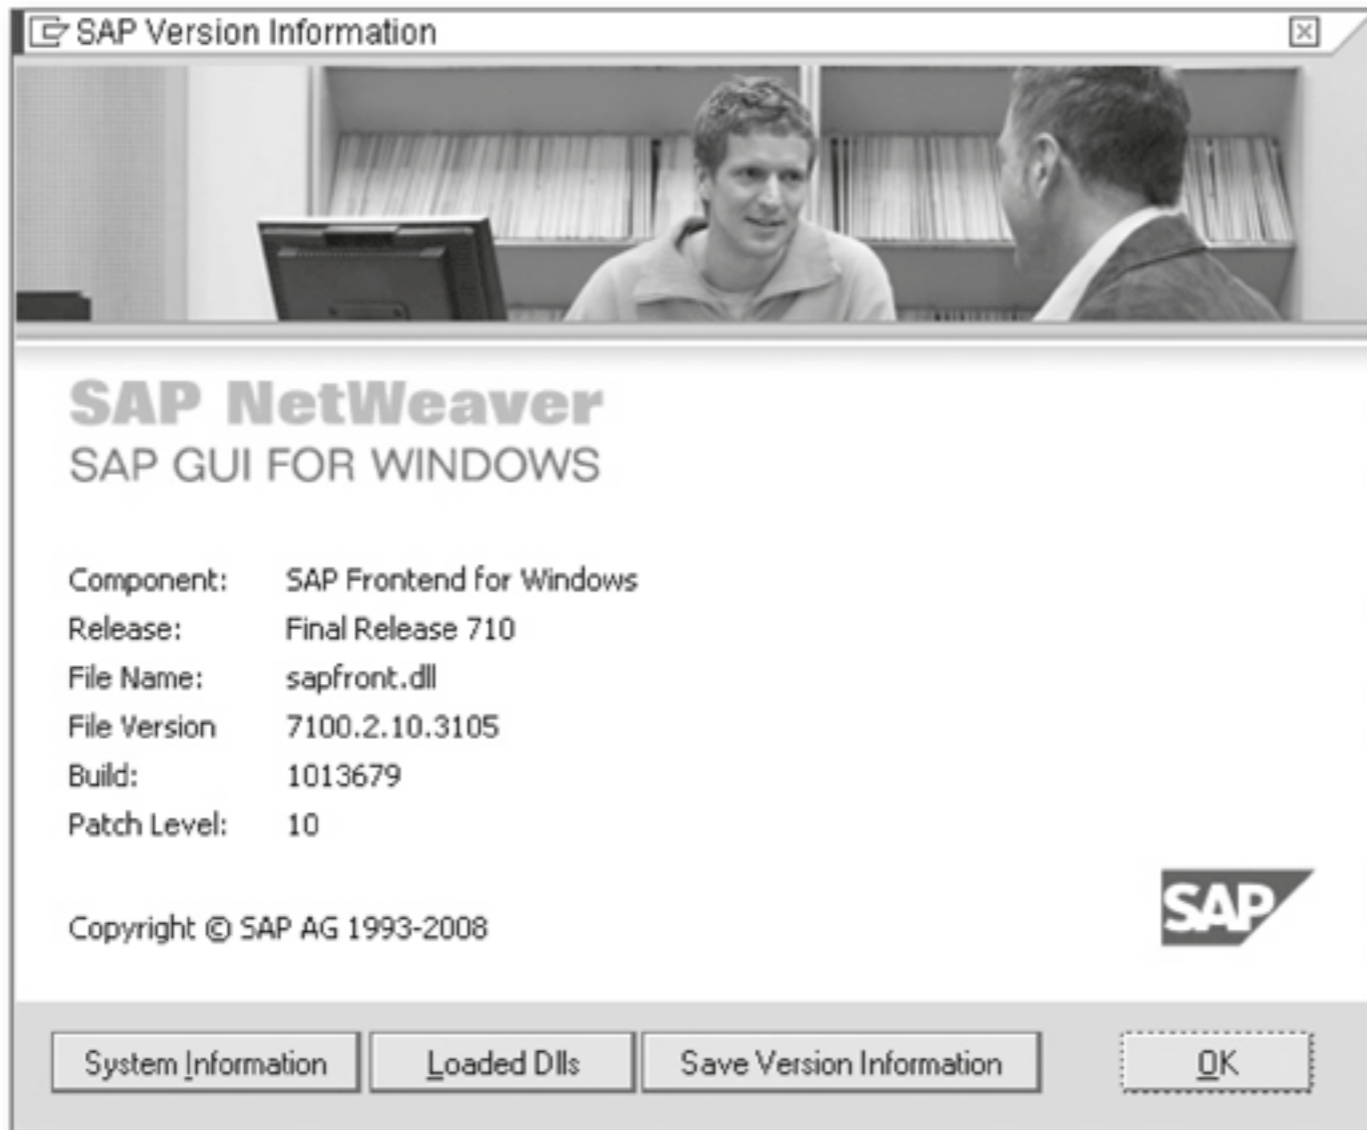 SAP Version Information
SAP NetWeaver
SAP GUI FOR WINDOWS
Component: SAP Frontend for Windows
Release: Final Release 710
File Name: sapfront.dll
File Version 7100.2.10.3105
Build: 1013679
Patch Level: 10
Copyright © SAP AG 1993-2008
SAP
System Information Loaded Dlls Save Version Information OK